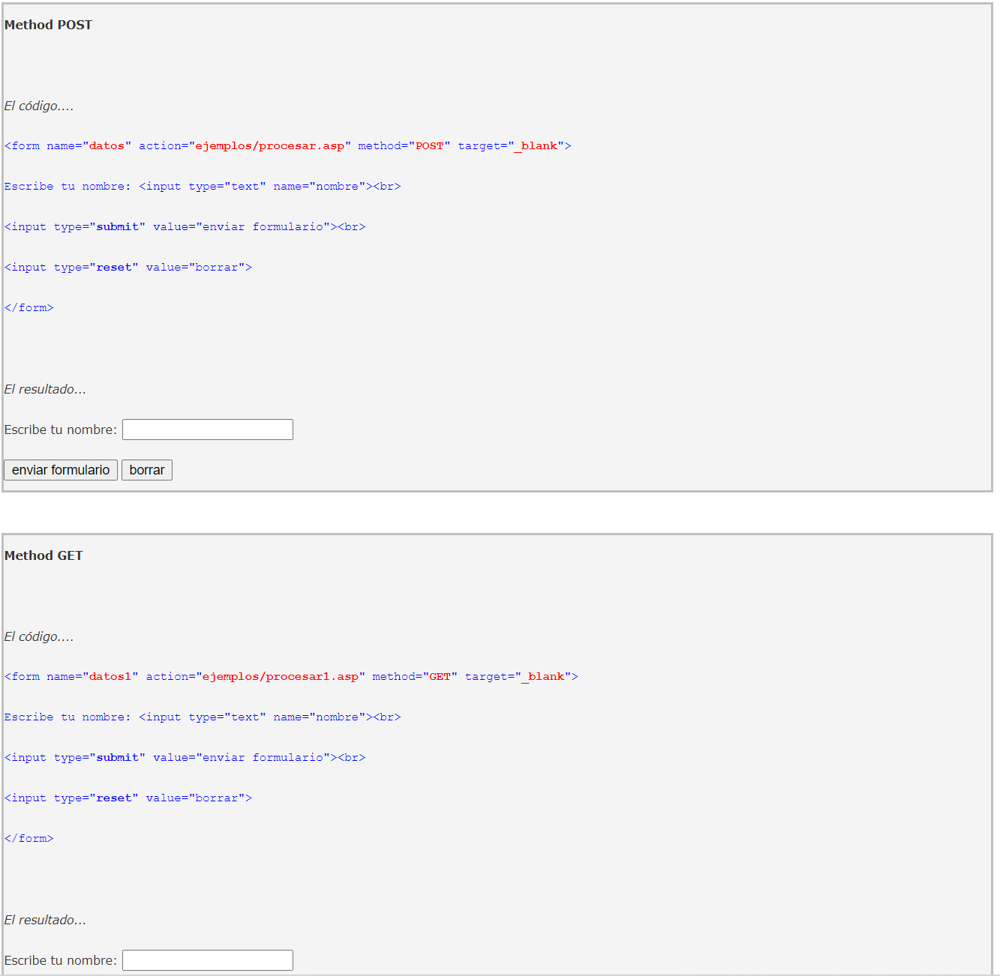 Method POST
El código....
<form name="datos" action="ejemplos/procesar.asp" method="POST" target="_blank">
Escribe tu nombre: <input type="text" name="nombre"><br>
<input type="submit" value="enviar formulario"><br>
<input type="reset" value="borrar">
</form>
El resultado...
Escribe tu nombre:
enviar formulario borrar
Method GET
El código....
<form name="datos1" action="ejemplos/procesar1.asp" method="GET" target="_blank">
Escribe tu nombre: <input type="text" name="nombre"><br>
<input type="submit" value="enviar formulario"><br>
<input type="reset" value="borrar">
</form>
El resultado...
Escribe tu nombre: